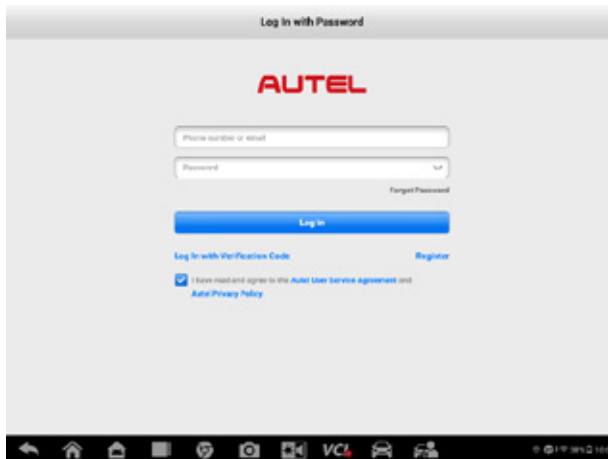 Log In with Password
AUTEL
Phone number or email
Password
Forgot Password
Log In
Log In with Verification Code
Register
I have read and agree to the Autel User Service Agreement and
Autel Privacy Policy
VCI